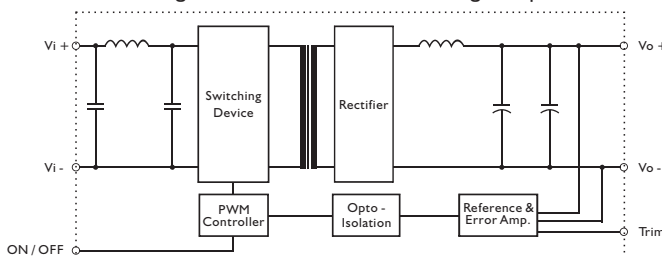 Vi +
Vo +
Switching
Device
Rectifier
Vi -
Vo -
PWM
Controller
Opto -
Isolation
Reference &
Error Amp.
Trim
ON / OFF